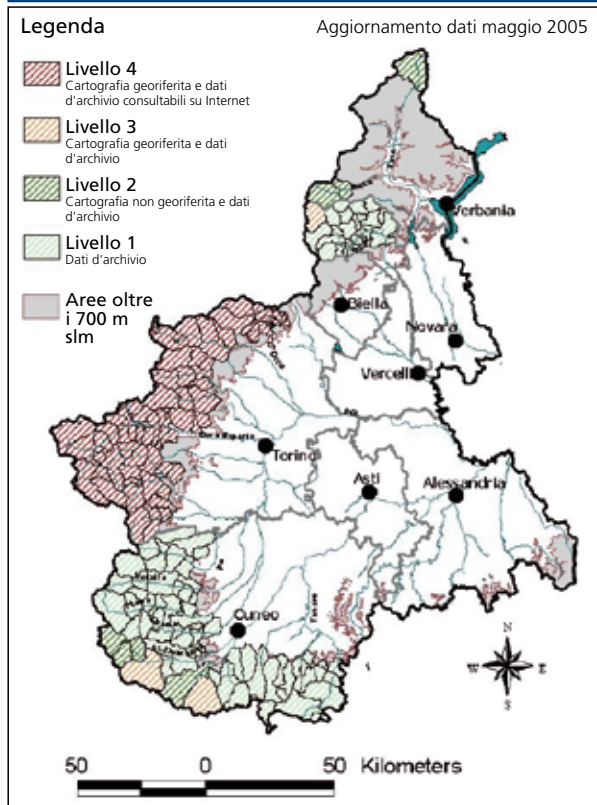 Legenda
Aggiornamento dati maggio 2005
Livello 4
Cartografia georiferita e dati
d'archivio consultabili su Internet
Livello 3
Cartografia georiferita e dati
d'archivio
Livello 2
Cartografia non georiferita e dati
d'archivio
Livello 1
Dati d'archivio
Aree oltre
i 700 m
slm
Verbania
Biella
Novara
Vercelli
Torino
Asti
Alessandria
Cuneo
Tanaro
N
W
E
S
50
0
50
Kilometers